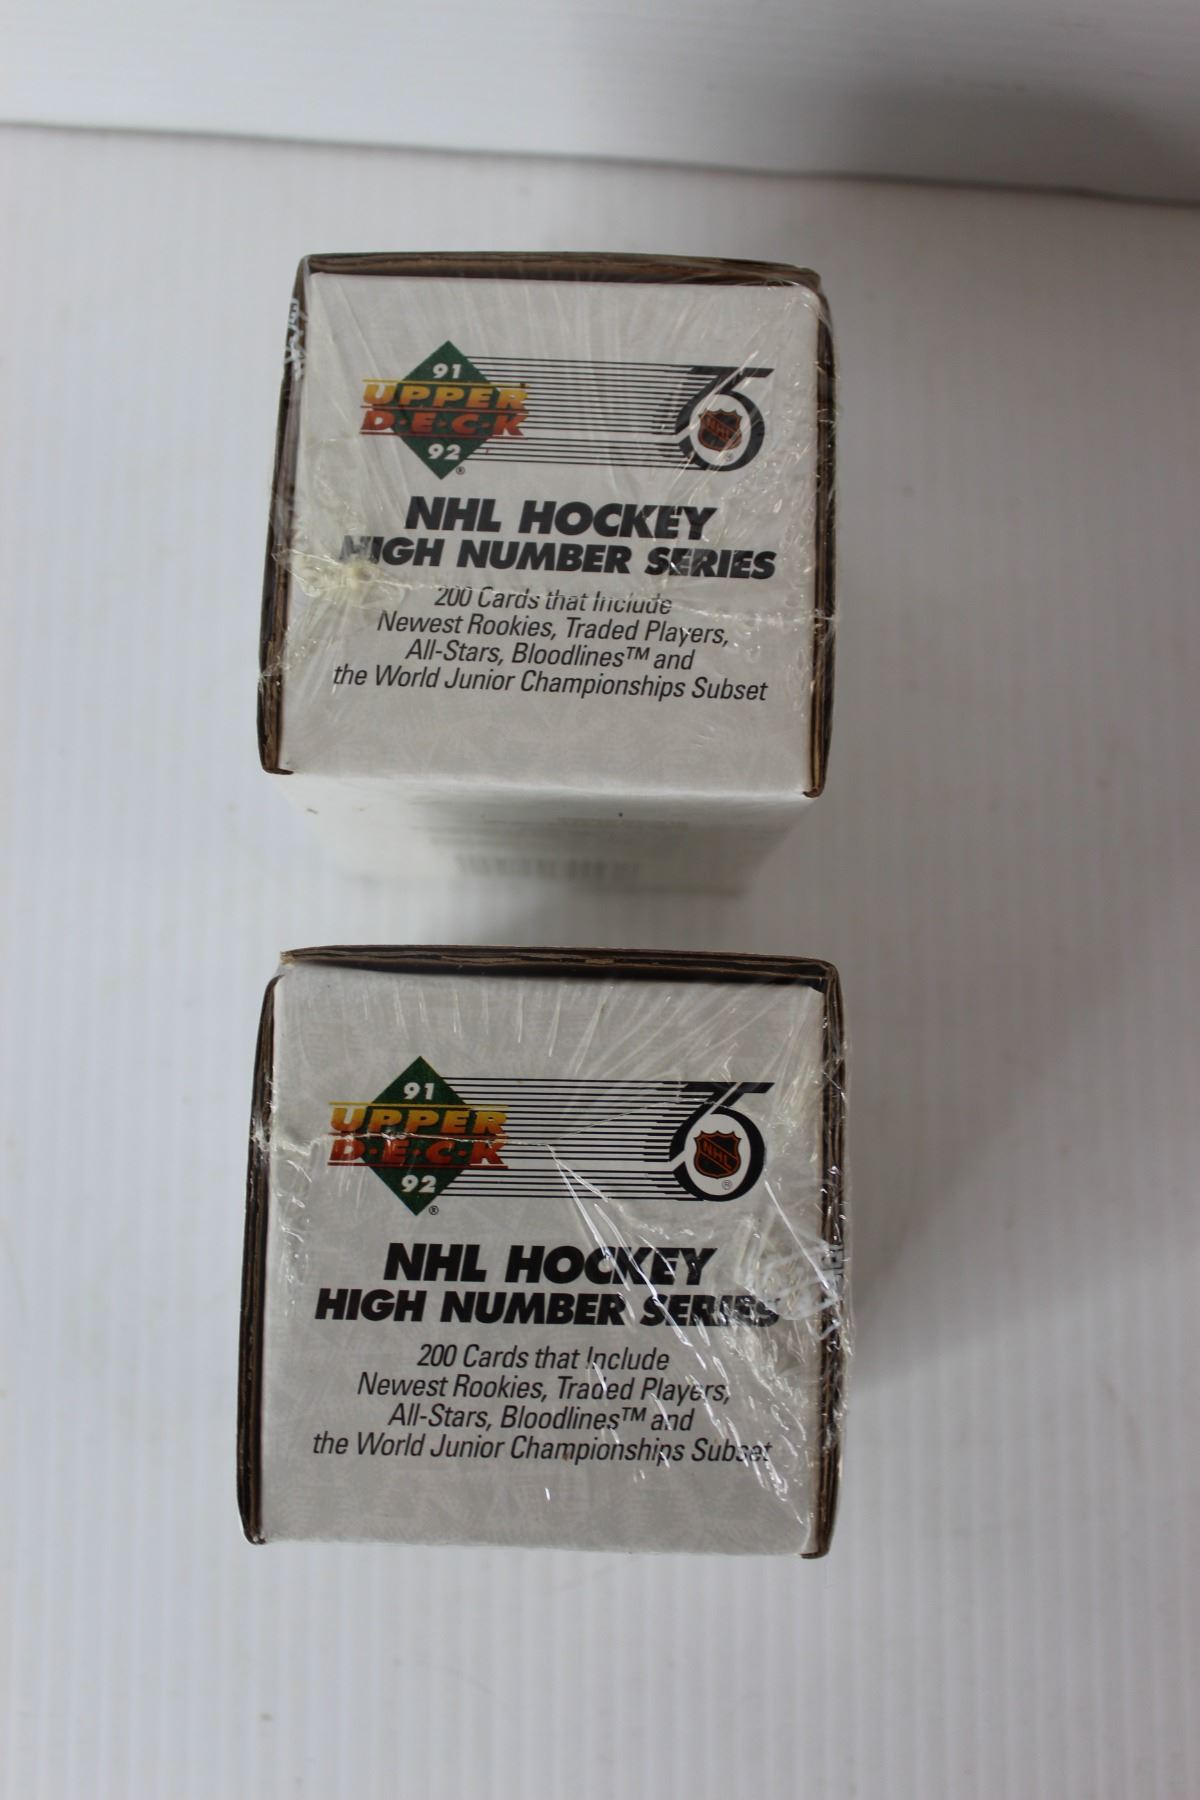 91
UPPER
D·E·C·K
92
®
75
NHL
®
NHL HOCKEY
HIGH NUMBER SERIES
200 Cards that Include
Newest Rookies, Traded Players,
All-Stars, Bloodlines™ and
the World Junior Championships Subset
91
UPPER
D·E·C·K
92
®
75
NHL
®
NHL HOCKEY
HIGH NUMBER SERIES
200 Cards that Include
Newest Rookies, Traded Players,
All-Stars, Bloodlines™ and
the World Junior Championships Subset